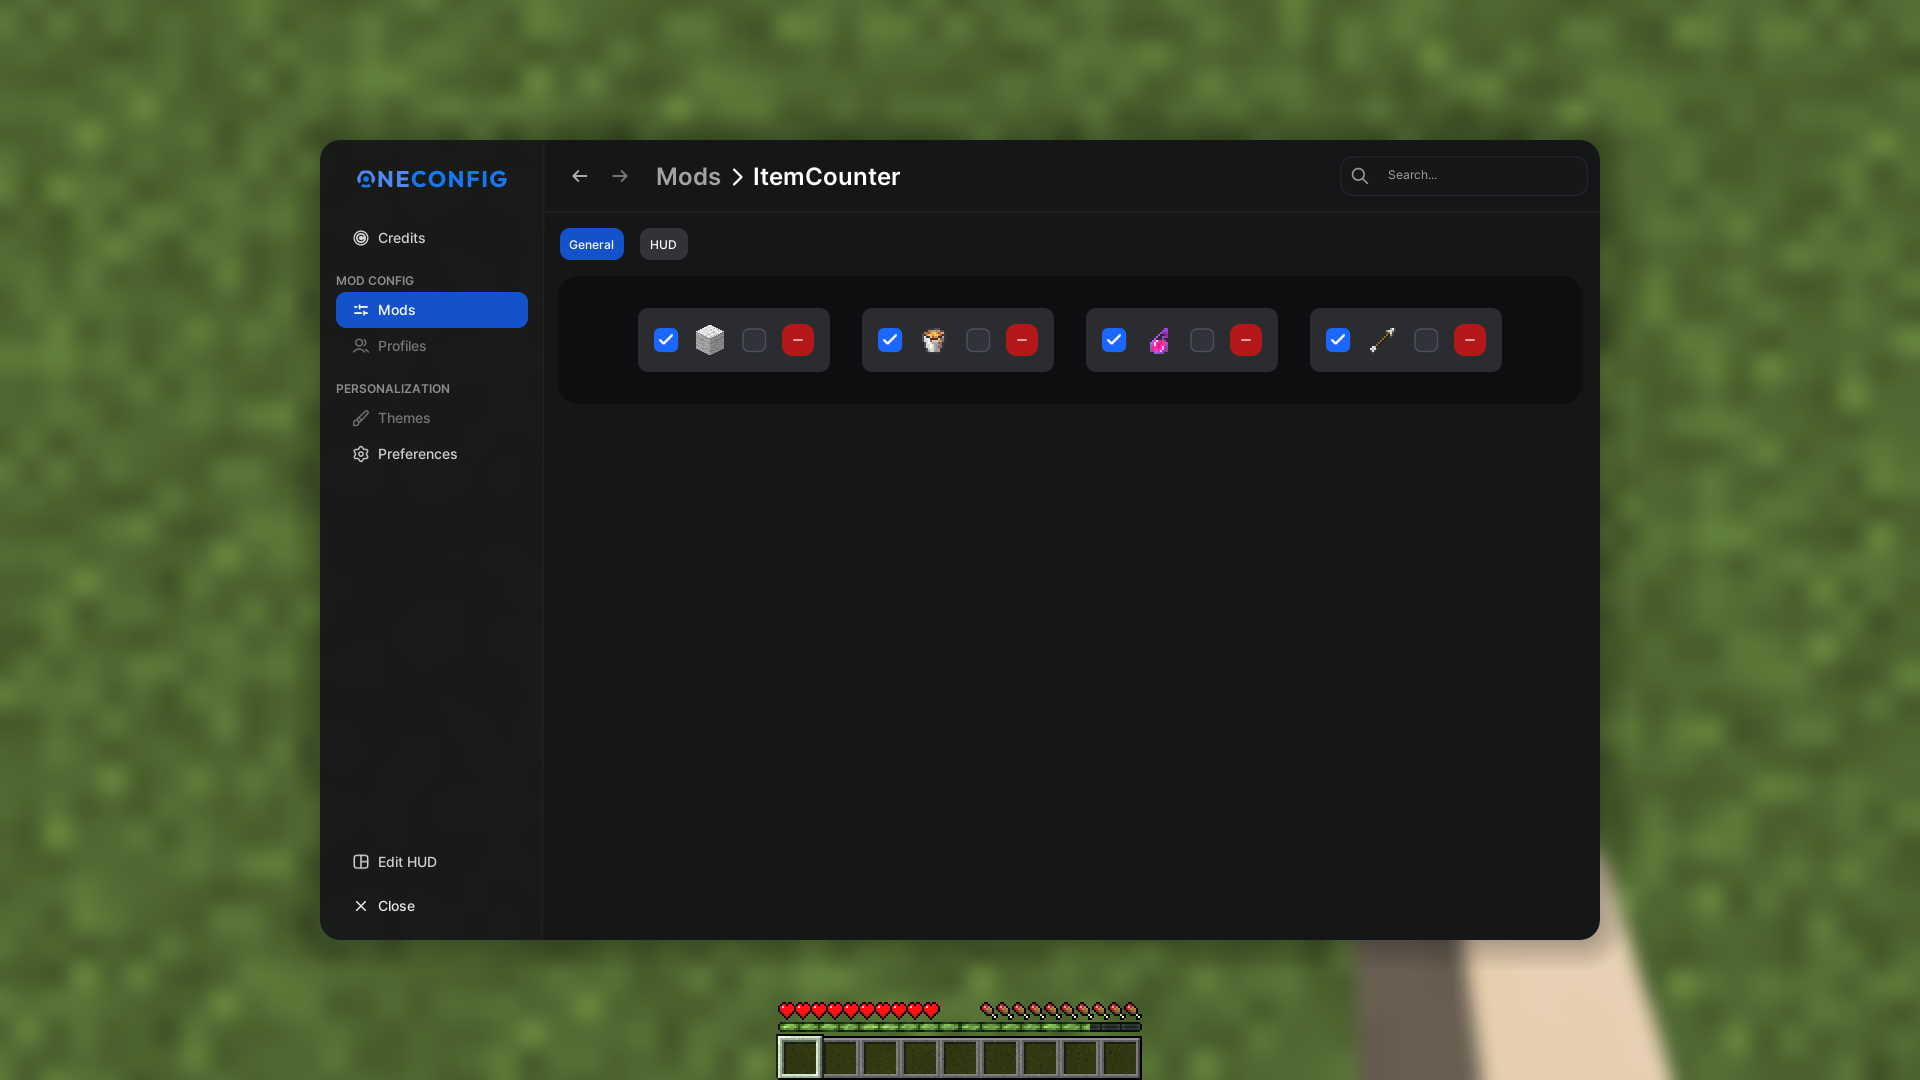 ONECONFIG
Mods > ItemCounter
Search...
Credits
General
HUD
MOD CONFIG
Mods
Profiles
PERSONALIZATION
Themes
Preferences
Edit HUD
Close